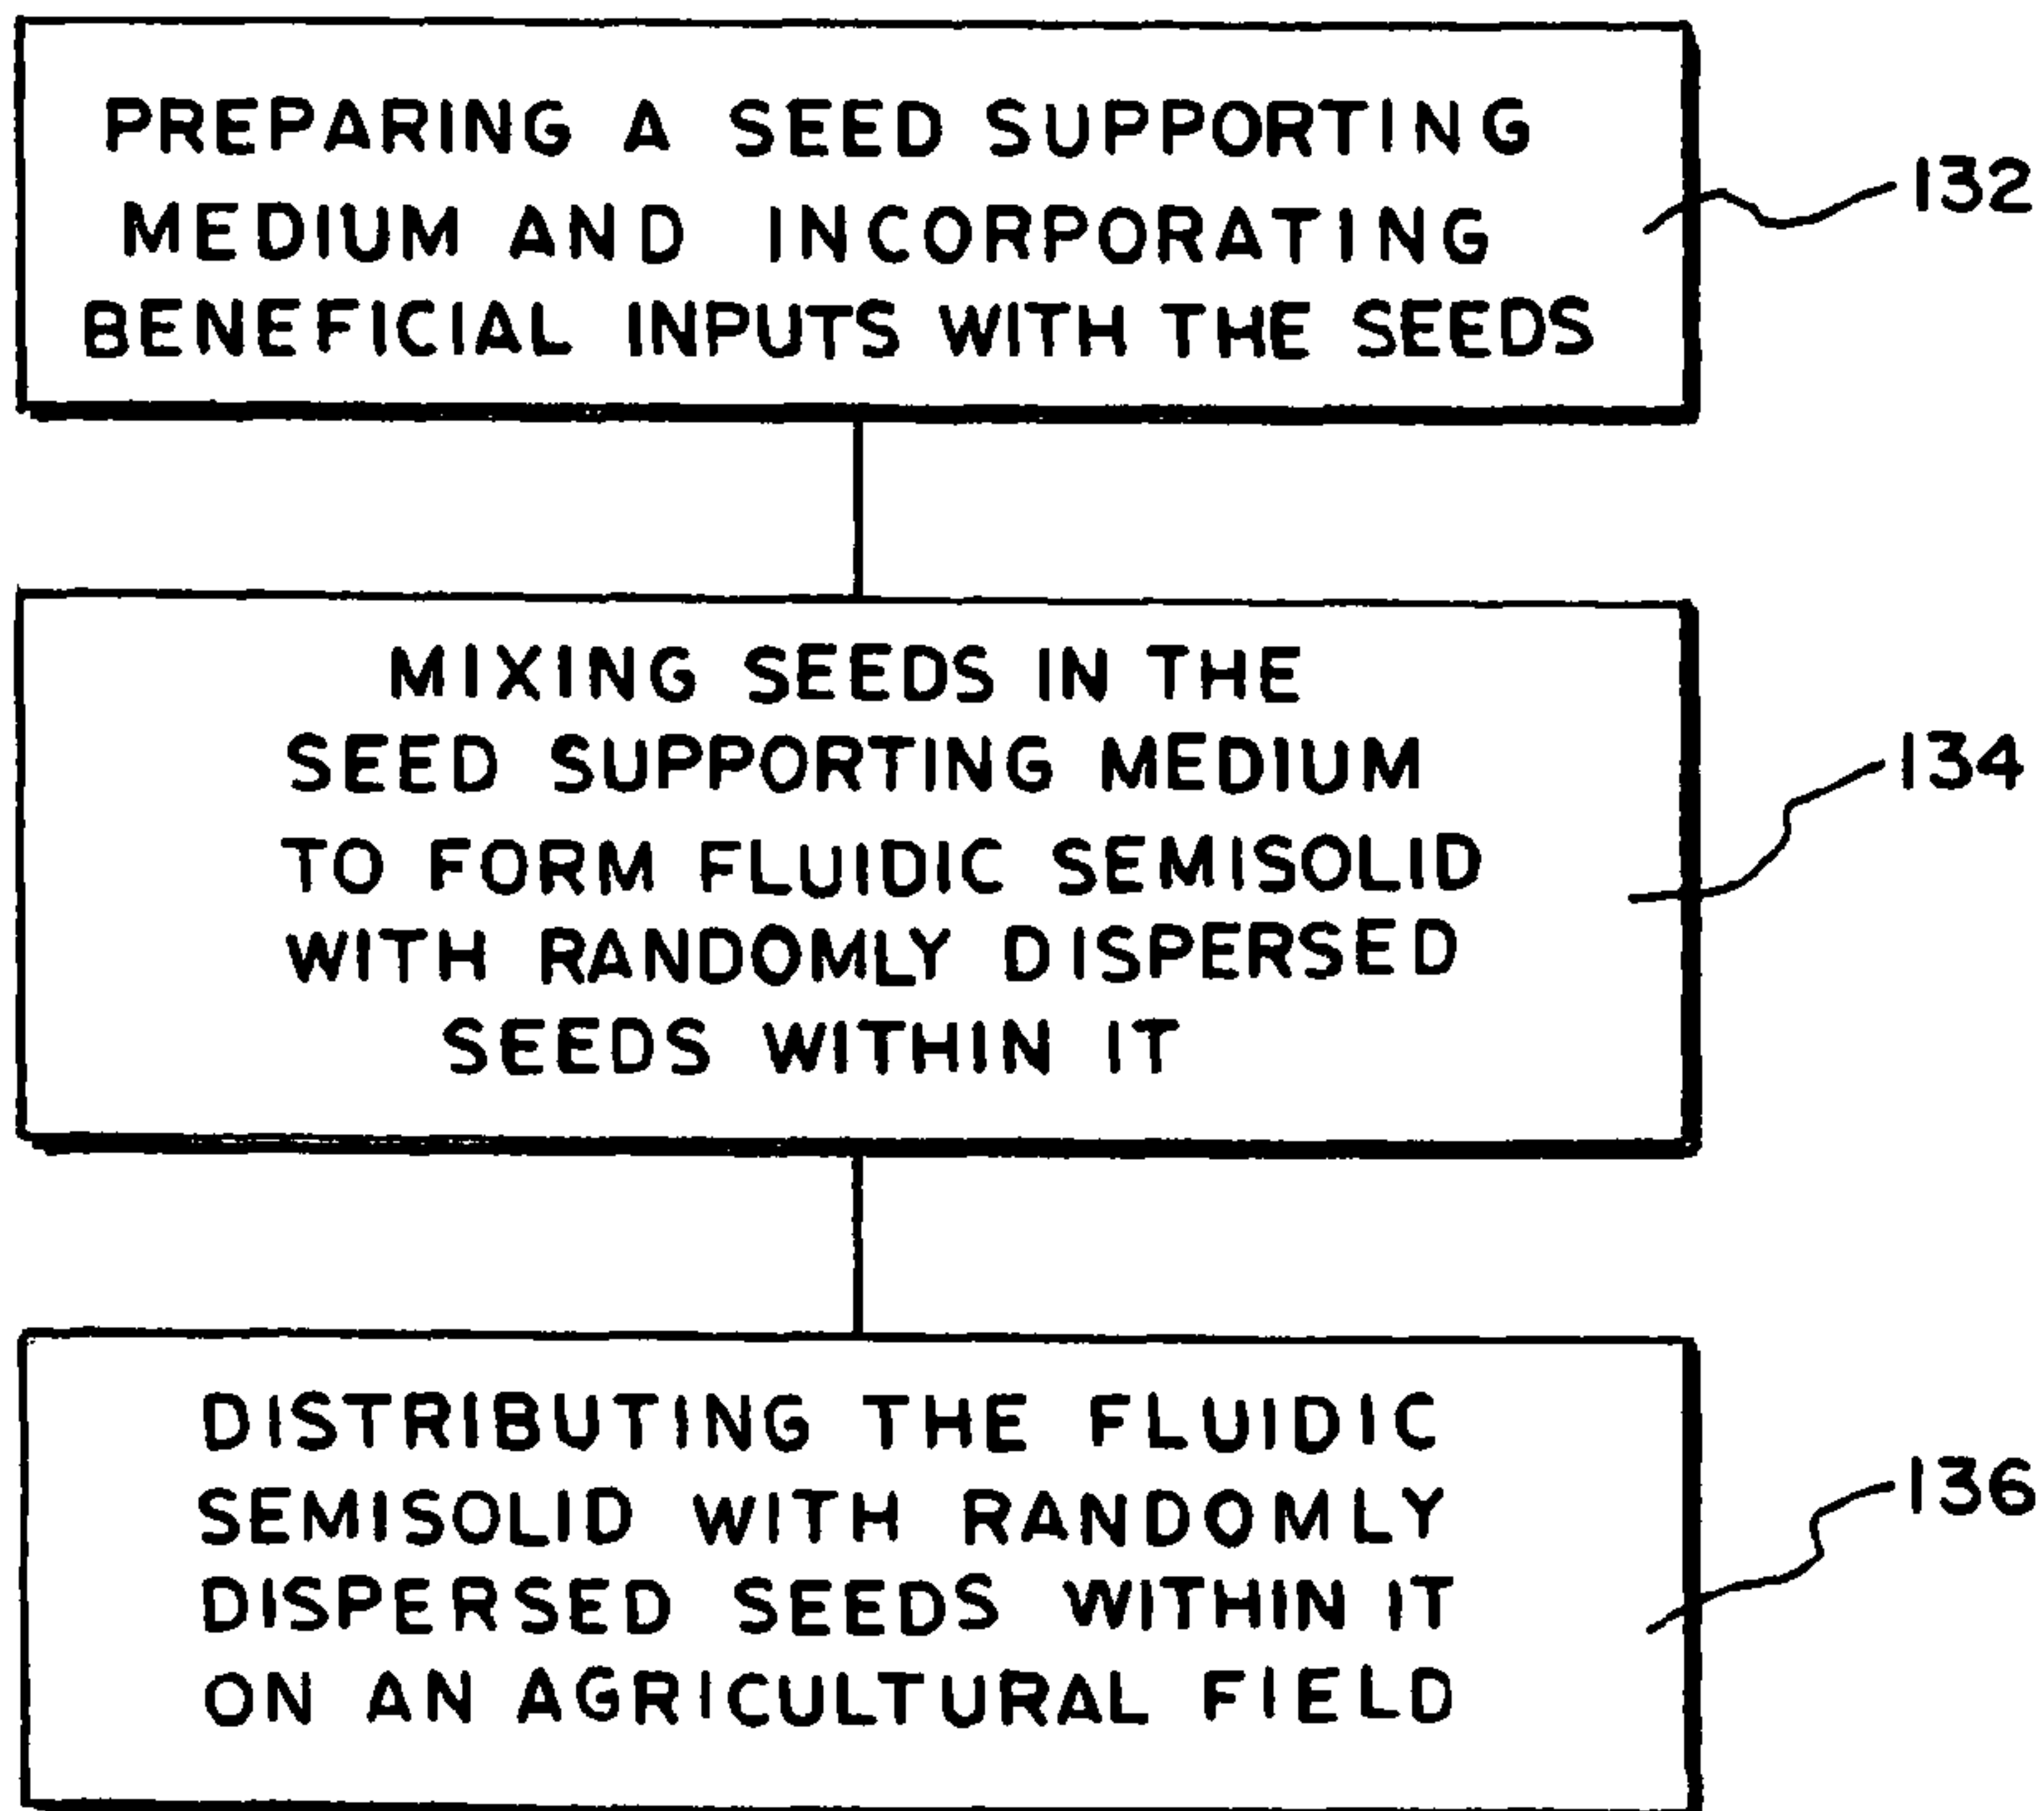 PREPARING A SEED SUPPORTING
MEDIUM AND INCORPORATING
BENEFICIAL INPUTS WITH THE SEEDS
132
MIXING SEEDS IN THE
SEED SUPPORTING MEDIUM
TO FORM FLUIDIC SEMISOLID
WITH RANDOMLY DISPERSED
SEEDS WITHIN IT
134
DISTRIBUTING THE FLUIDIC
SEMISOLID WITH RANDOMLY
DISPERSED SEEDS WITHIN IT
ON AN AGRICULTURAL FIELD
136